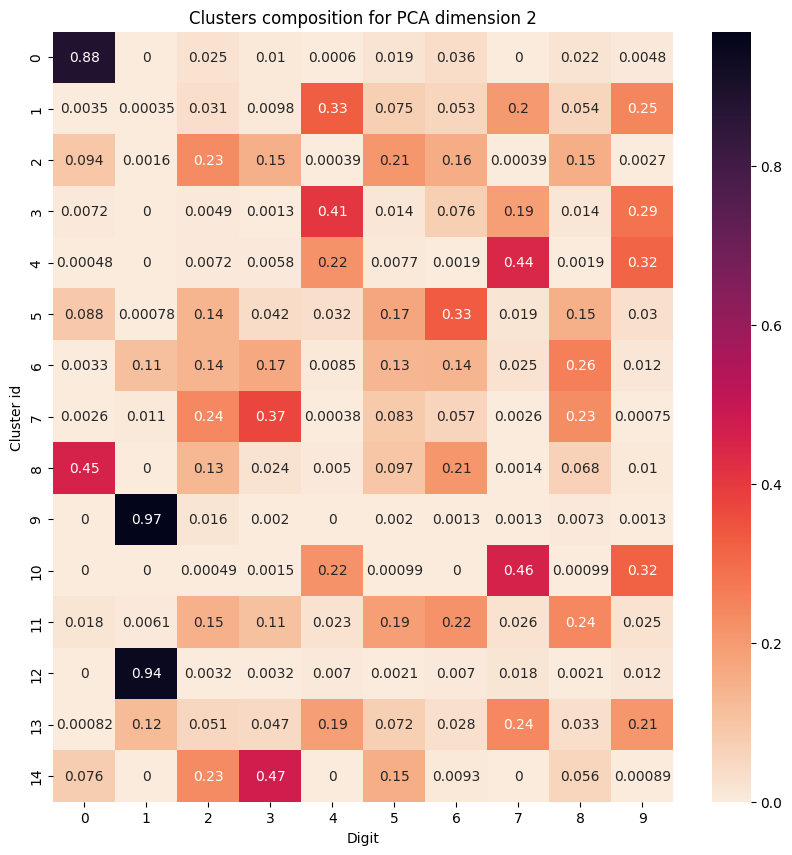 Clusters composition for PCA dimension 2
0 0.88 0 0.025 0.01 0.0006 0.019 0.036 0 0.022 0.0048
1 0.0035 0.00035 0.031 0.0098 0.33 0.075 0.053 0.2 0.054 0.25
2 0.094 0.0016 0.23 0.15 0.00039 0.21 0.16 0.00039 0.15 0.0027
3 0.0072 0 0.0049 0.0013 0.41 0.014 0.076 0.19 0.014 0.29
4 0.00048 0 0.0072 0.0058 0.22 0.0077 0.0019 0.44 0.0019 0.32
5 0.088 0.00078 0.14 0.042 0.032 0.17 0.33 0.019 0.15 0.03
6 0.0033 0.11 0.14 0.17 0.0085 0.13 0.14 0.025 0.26 0.012
7 0.0026 0.011 0.24 0.37 0.00038 0.083 0.057 0.0026 0.23 0.00075
8 0.45 0 0.13 0.024 0.005 0.097 0.21 0.0014 0.068 0.01
9 0 0.97 0.016 0.002 0 0.002 0.0013 0.0013 0.0073 0.0013
10 0 0 0.00049 0.0015 0.22 0.00099 0 0.46 0.00099 0.32
11 0.018 0.0061 0.15 0.11 0.023 0.19 0.22 0.026 0.24 0.025
12 0 0.94 0.0032 0.0032 0.007 0.0021 0.007 0.018 0.0021 0.012
13 0.00082 0.12 0.051 0.047 0.19 0.072 0.028 0.24 0.033 0.21
14 0.076 0 0.23 0.47 0 0.15 0.0093 0 0.056 0.00089
0 1 2 3 4 5 6 7 8 9
Digit
Cluster id
0.8
0.6
0.4
0.2
0.0